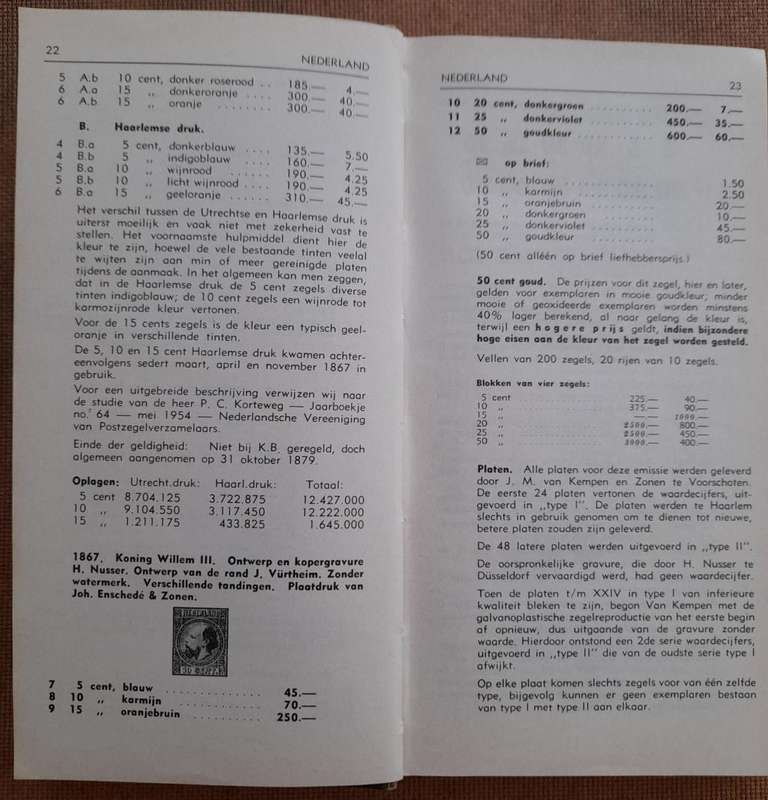 22
NEDERLAND
5 A.b 10 cent, donker roserood . . 185.— 4.—
6 A.a 15 ,, donkeroranje . . . . 300.— 40.—
6 A.b 15 ,, oranje . . . . . . . 300.— 40.—
B. Haarlemse druk.
4 B.a 5 cent, donkerblauw . . . . 135.— 5.50
4 B.b 5 ,, indigoblauw . . . . 160.— 7.—
5 B.a 10 ,, wijnrood . . . . . 190.— 4.25
5 B.b 10 ,, licht wijnrood . . . 190.— 4.25
6 B.a 15 ,, geeloranje . . . . . 310.— 45.—
Het verschil tussen de Utrechtse en Haarlemse druk is
uiterst moeilijk en vaak niet met zekerheid vast te
stellen. Het voornaamste hulpmiddel dient hier de
kleur te zijn, hoewel de vele bestaande tinten veelal
te wijten zijn aan min of meer gereinigde platen
tijdens de aanmaak. In het algemeen kan men zeggen,
dat in de Haarlemse druk de 5 cent zegels diverse
tinten indigoblauw; de 10 cent zegels een wijnrode tot
karmozijnrode kleur vertonen.
Voor de 15 cents zegels is de kleur een typisch geel-
oranje in verschillende tinten.
De 5, 10 en 15 cent Haarlemse druk kwamen achter-
eenvolgens sedert maart, april en november 1867 in
gebruik.
Voor een uitgebreide beschrijving verwijzen wij naar
de studie van de heer P. C. Korteweg — Jaarboekje
no. 64 — mei 1954 — Nederlandsche Vereeniging
van Postzegelverzamelaars.
Einde der geldigheid: Niet bij K.B. geregeld, doch
algemeen aangenomen op 31 oktober 1879.
Oplagen: Utrecht.druk: Haarl.druk: Totaal:
5 cent 8.704.125 3.722.875 12.427.000
10 ,, 9.104.550 3.117.450 12.222.000
15 ,, 1.211.175 433.825 1.645.000
1867. Koning Willem III. Ontwerp en kopergravure
H. Nusser. Ontwerp van de rand J. Vürtheim. Zonder
watermerk. Verschillende tandingen. Plaatdruk van
Joh. Enschedé & Zonen.
NEDERLAND
7 5 cent, blauw . . . . . . . . . . . 45.—
8 10 ,, karmijn . . . . . . . . . . 70.—
9 15 ,, oranjebruin . . . . . . . . 250.—
NEDERLAND
23
10 20 cent, donkergroen . . . . . . . . 200.— 7.—
11 25 ,, donkerviolet . . . . . . . . 450.— 35.—
12 50 ,, goudkleur . . . . . . . . . 600.— 60.—
✉ op brief:
5 cent, blauw . . . . . . . . . . . 1.50
10 ,, karmijn . . . . . . . . . . 2.50
15 ,, oranjebruin . . . . . . . . 20.—
20 ,, donkergroen . . . . . . . . 10.—
25 ,, donkerviolet . . . . . . . . 45.—
50 ,, goudkleur . . . . . . . . . 80.—
(50 cent alléén op brief liefhebbersprijs.)
50 cent goud. De prijzen voor dit zegel, hier en later,
gelden voor exemplaren in mooie goudkleur; minder
mooie of geoxideerde exemplaren worden minstens
40% lager berekend, al naar gelang de kleur is,
terwijl een hogere prijs geldt, indien bijzondere
hoge eisen aan de kleur van het zegel worden gesteld.
Vellen van 200 zegels, 20 rijen van 10 zegels.
Blokken van vier zegels:
5 cent . . . . . . . . . . . . 225.— 40.—
10 ,, . . . . . . . . . . . . 375.— 90.—
15 ,, . . . . . . . . . . . . —.— 1000.—
20 ,, . . . . . . . . . . . . 2500.— 800.—
25 ,, . . . . . . . . . . . . 2500.— 450.—
50 ,, . . . . . . . . . . . . 3000.— 400.—
Platen. Alle platen voor deze emissie werden geleverd
door J. M. van Kempen en Zonen te Voorschoten.
De eerste 24 platen vertonen de waardecijfers, uit-
gevoerd in ,,type I". De platen werden te Haarlem
slechts in gebruik genomen om te dienen tot nieuwe,
betere platen zouden zijn geleverd.
De 48 latere platen werden uitgevoerd in ,,type II".
De oorspronkelijke gravure, die door H. Nusser te
Düsseldorf vervaardigd werd, had geen waardecijfer.
Toen de platen t/m XXIV in type I van inferieure
kwaliteit bleken te zijn, begon Van Kempen met de
galvanoplastische zegelreproductie van het eerste begin
af opnieuw, dus uitgaande van de gravure zonder
waarde. Hierdoor ontstond een 2de serie waardecijfers,
uitgevoerd in ,,type II" die van de oudste serie type I
afwijkt.
Op elke plaat komen slechts zegels voor van één zelfde
type, bijgevolg kunnen er geen exemplaren bestaan
van type I met type II aan elkaar.